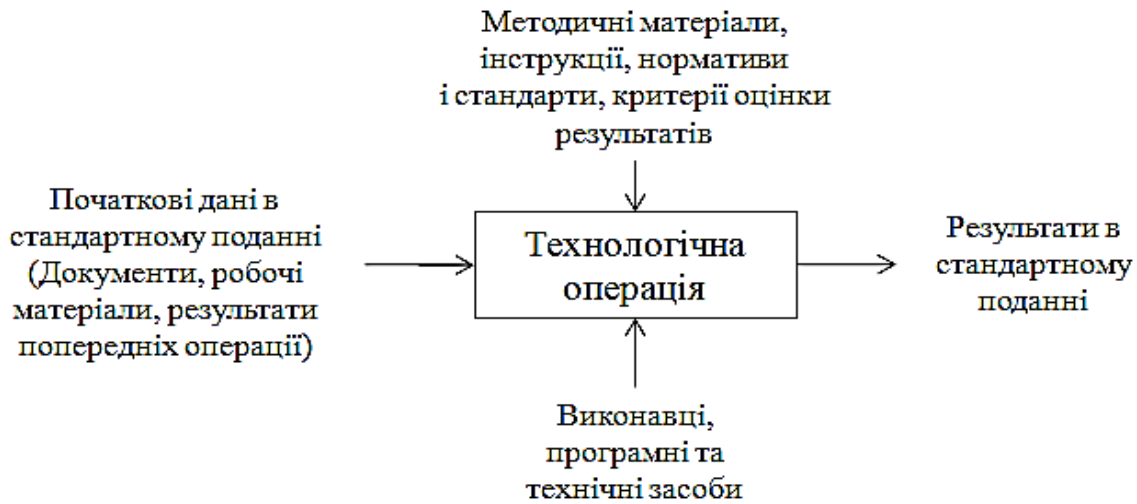 Методичні матеріали,
інструкції, нормативи
і стандарти, критерії оцінки
результатів
Початкові дані в
стандартному поданні
(Документи, робочі
матеріали, результати
попередніх операції)
Технологічна
операція
Результати в
стандартному
поданні
Виконавці,
програмні та
технічні засоби